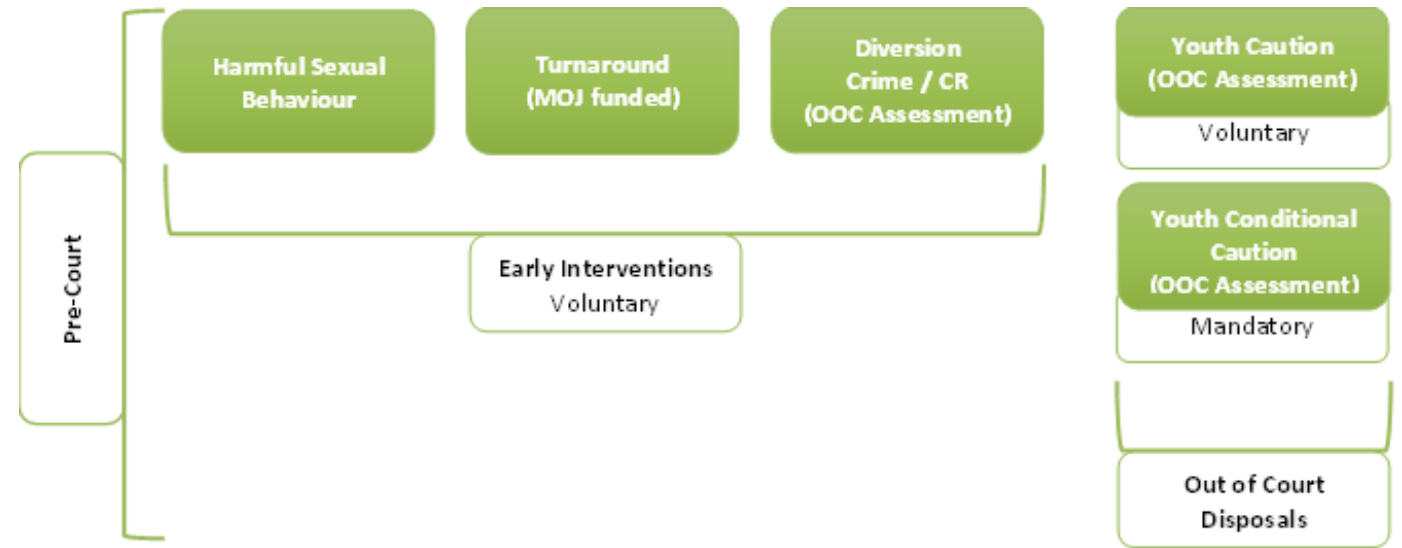 Pre-Court
Harmful Sexual
Behaviour
Turnaround
(MOJ funded)
Diversion
Crime / CR
(OOC Assessment)
Early Interventions
Voluntary
Youth Caution
(OOC Assessment)
Voluntary
Youth Conditional
Caution
(OOC Assessment)
Mandatory
Out of Court
Disposals